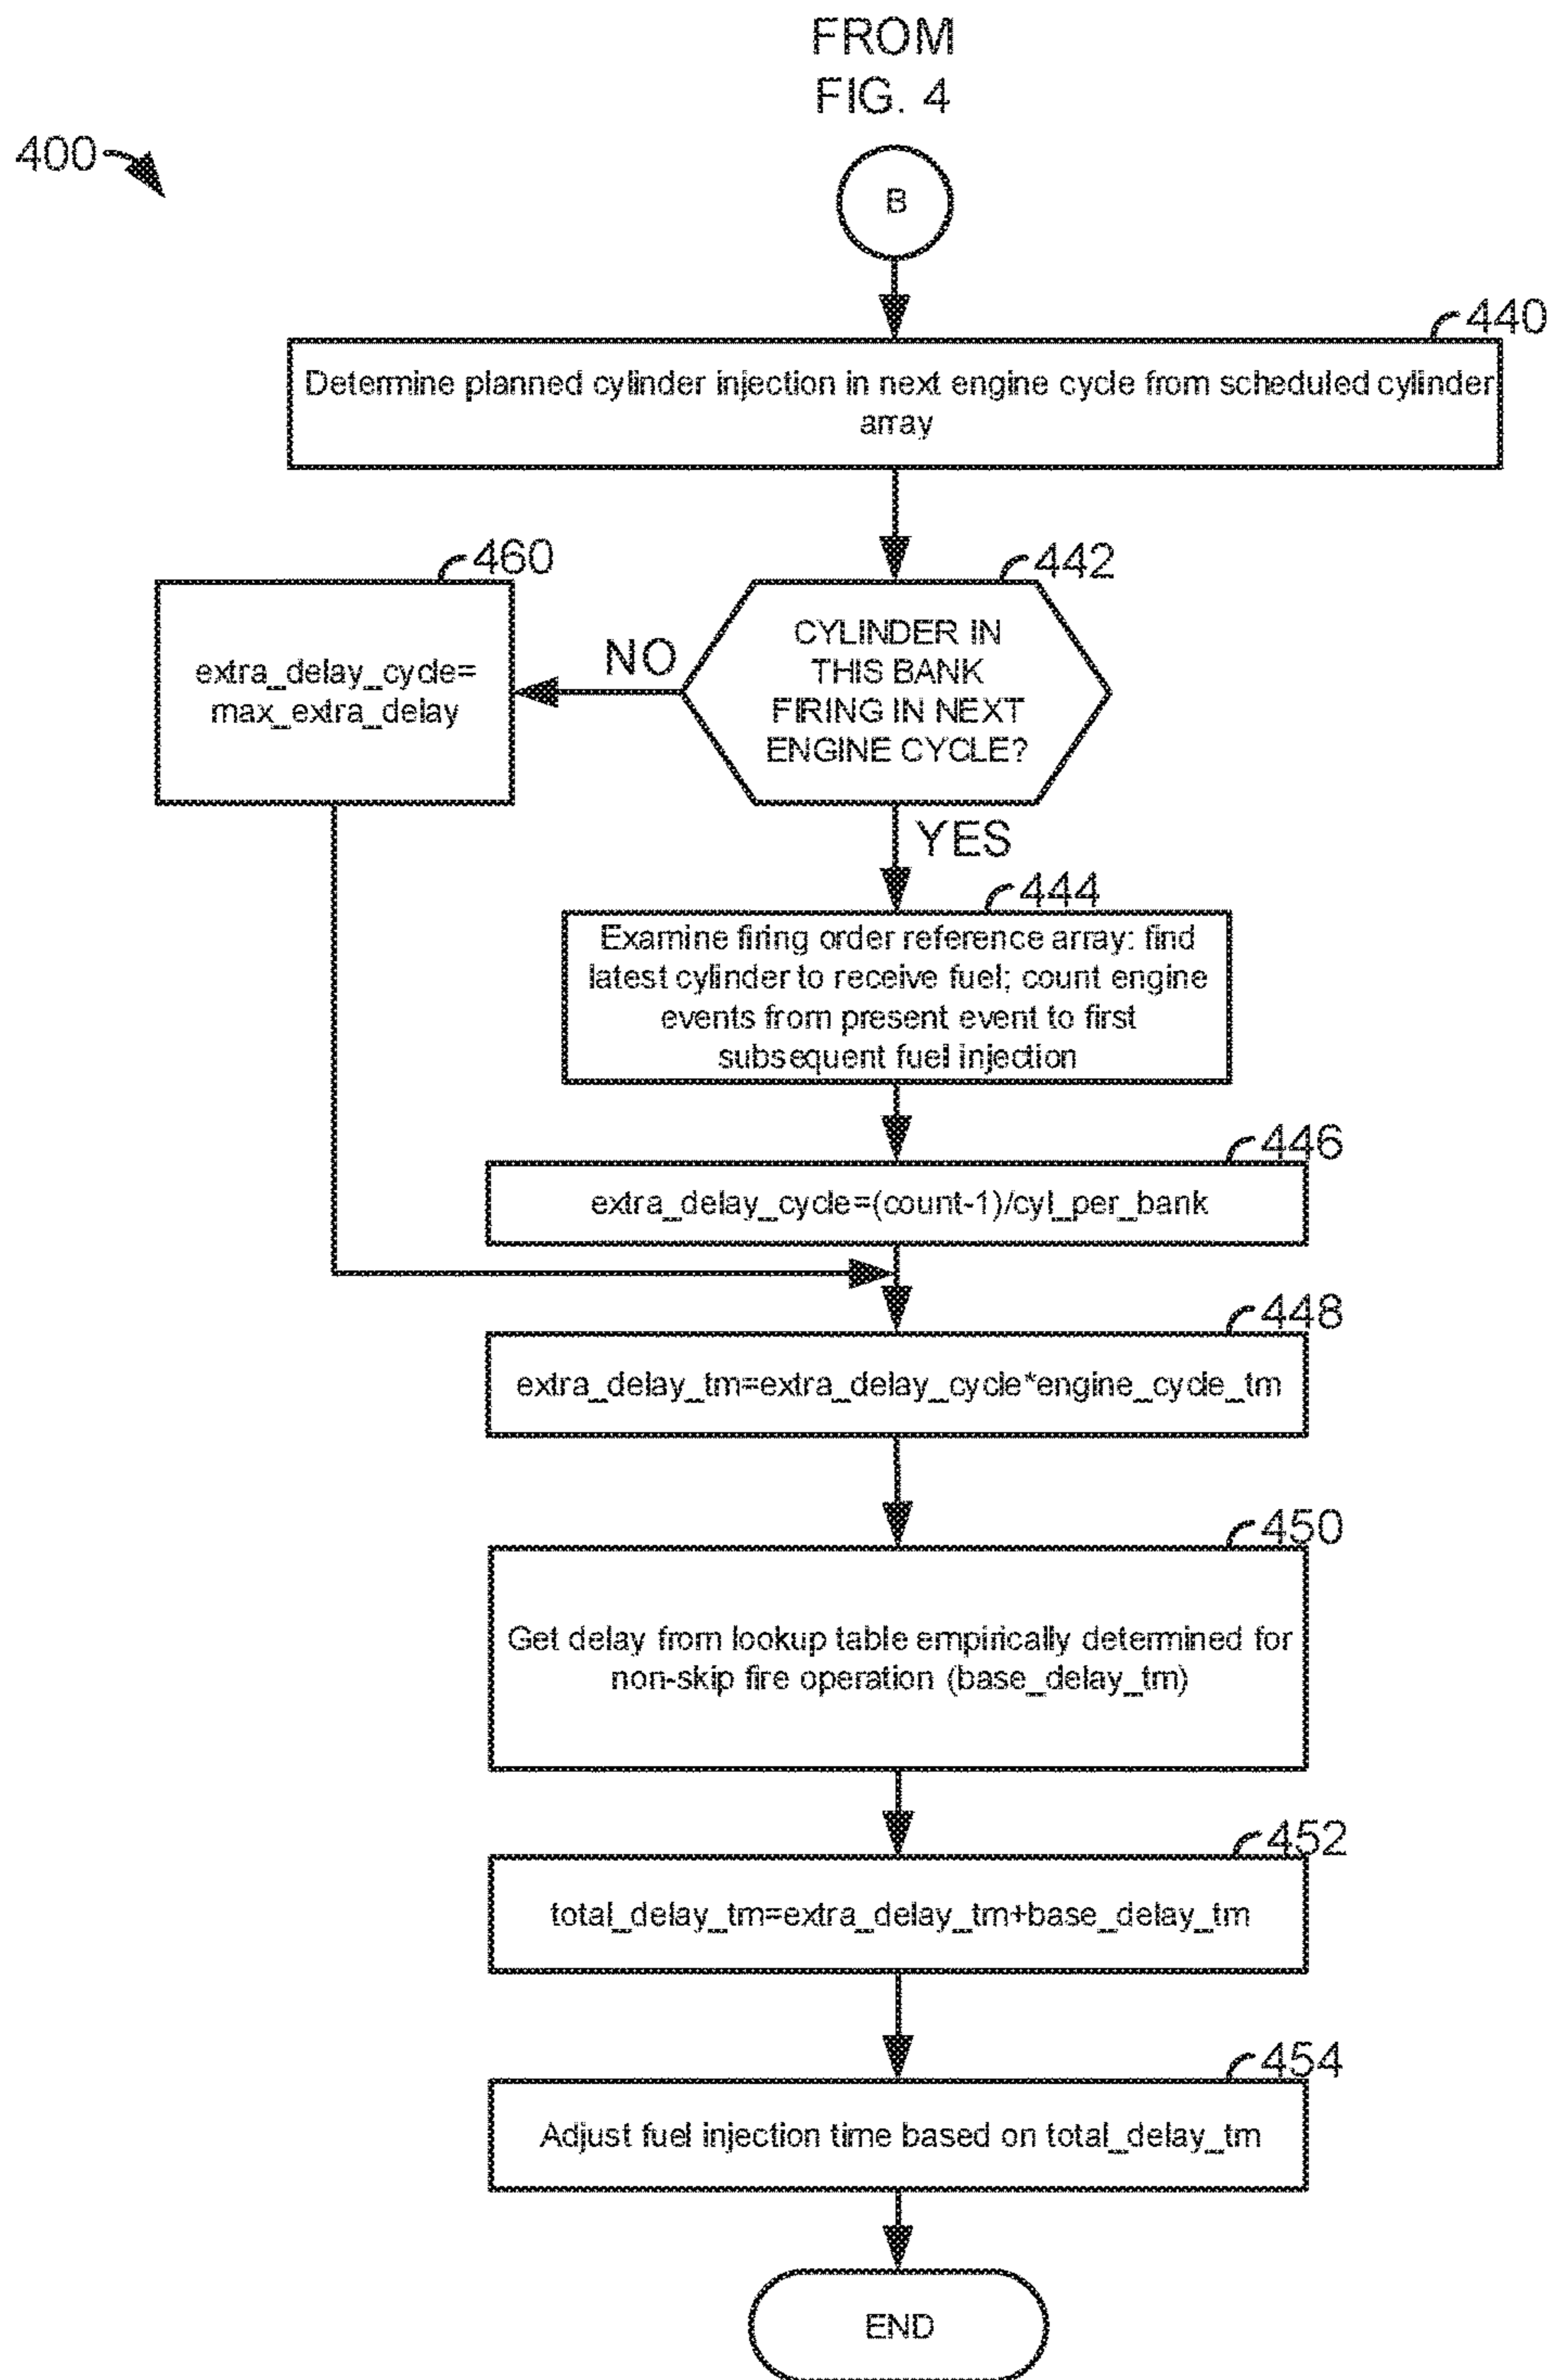 FROM
FIG. 4
400
B
440
Determine planned cylinder injection in next engine cycle from scheduled cylinder
array
460
442
extra_delay_cycle=
max_extra_delay
NO
CYLINDER IN
THIS BANK
FIRING IN NEXT
ENGINE CYCLE?
YES
444
Examine firing order reference array: find
latest cylinder to receive fuel; count engine
events from present event to first
subsequent fuel injection
446
extra_delay_cycle=(count-1)/cyl_per_bank
448
extra_delay_tm=extra_delay_cycle*engine_cycle_tm
450
Get delay from lookup table empirically determined for
non-skip fire operation (base_delay_tm)
452
total_delay_tm=extra_delay_tm+base_delay_tm
454
Adjust fuel injection time based on total_delay_tm
END